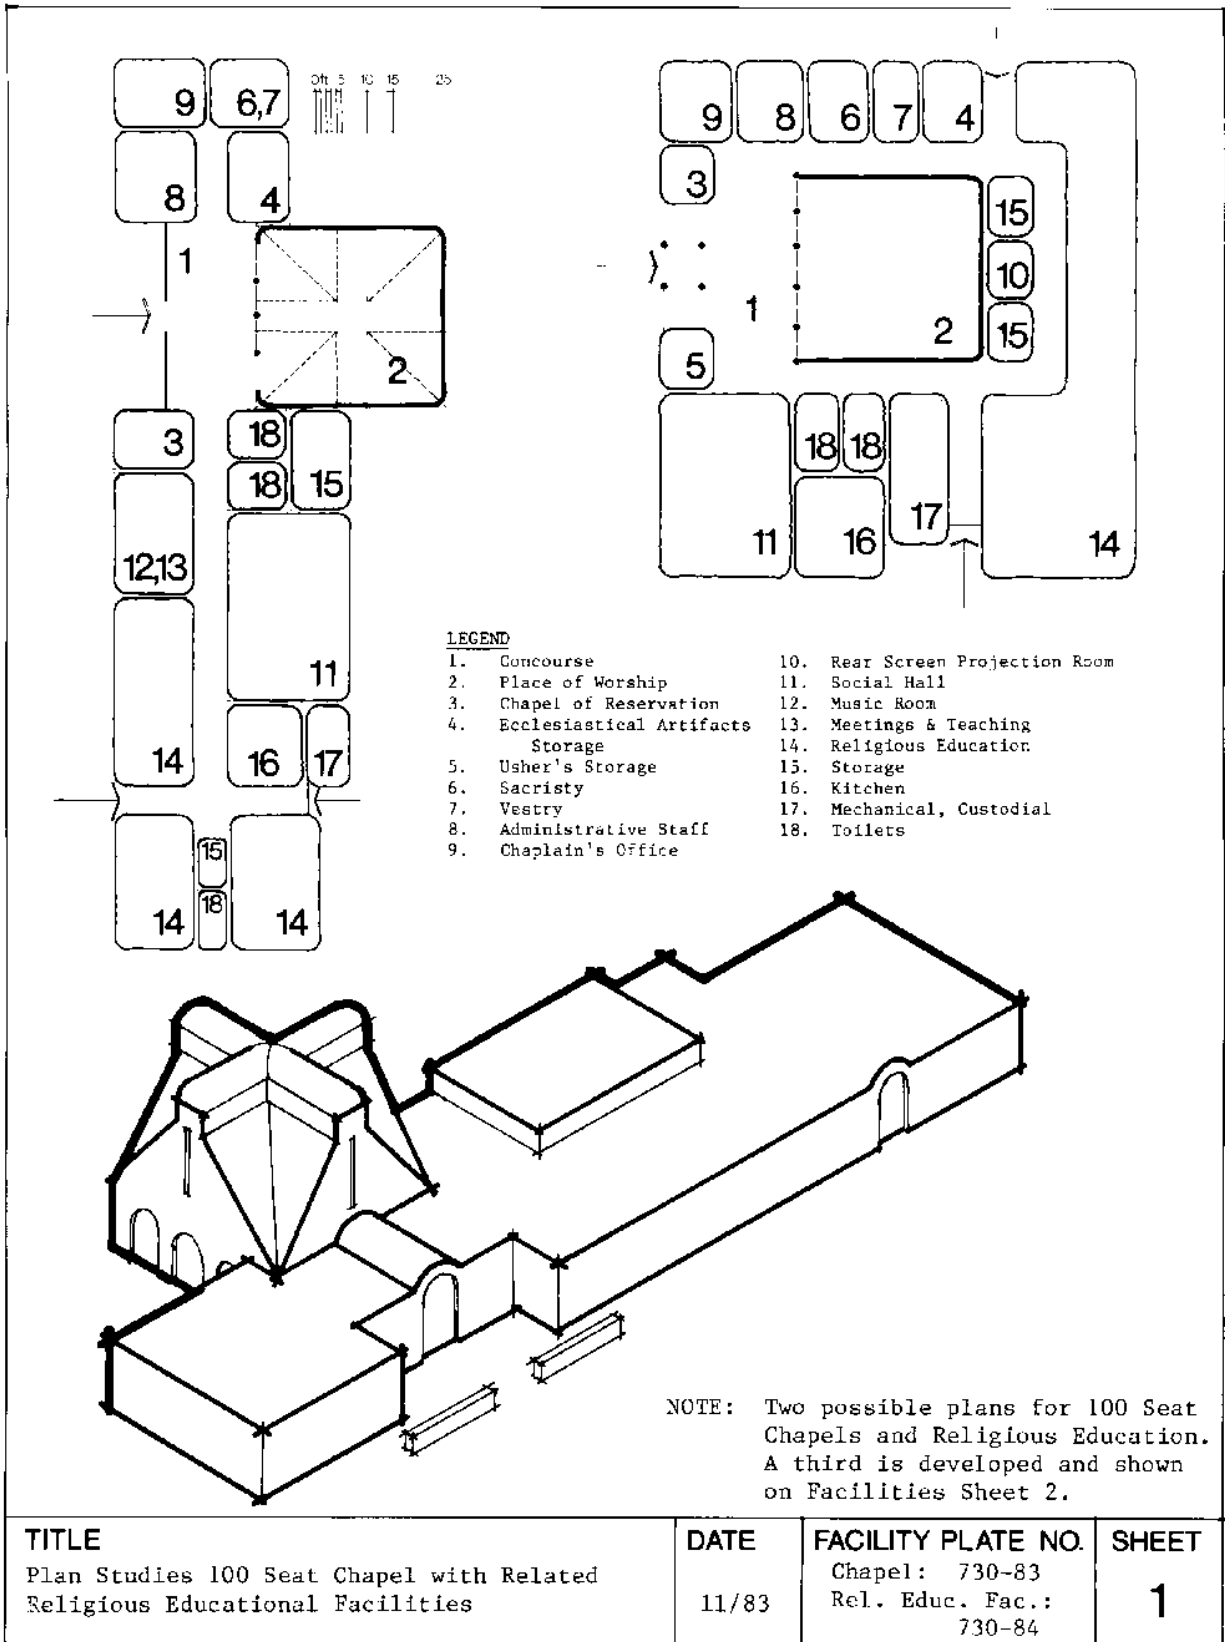 0ft 5 10 15 25
9 6,7
8 4
1
2
3 18
18 15
12,13
11
14 16 17
15
14 18 14
9 8 6 7 4
3
15
10
1 2 15
5
18 18
11 16 17 14
LEGEND
1. Concourse
2. Place of Worship
3. Chapel of Reservation
4. Ecclesiastical Artifacts
Storage
5. Usher's Storage
6. Sacristy
7. Vestry
8. Administrative Staff
9. Chaplain's Office
10. Rear Screen Projection Room
11. Social Hall
12. Music Room
13. Meetings & Teaching
14. Religious Education
15. Storage
16. Kitchen
17. Mechanical, Custodial
18. Toilets
NOTE: Two possible plans for 100 Seat
Chapels and Religious Education.
A third is developed and shown
on Facilities Sheet 2.
TITLE
Plan Studies 100 Seat Chapel with Related
Religious Educational Facilities
DATE
11/83
FACILITY PLATE NO.
Chapel: 730-83
Rel. Educ. Fac.:
730-84
SHEET
1